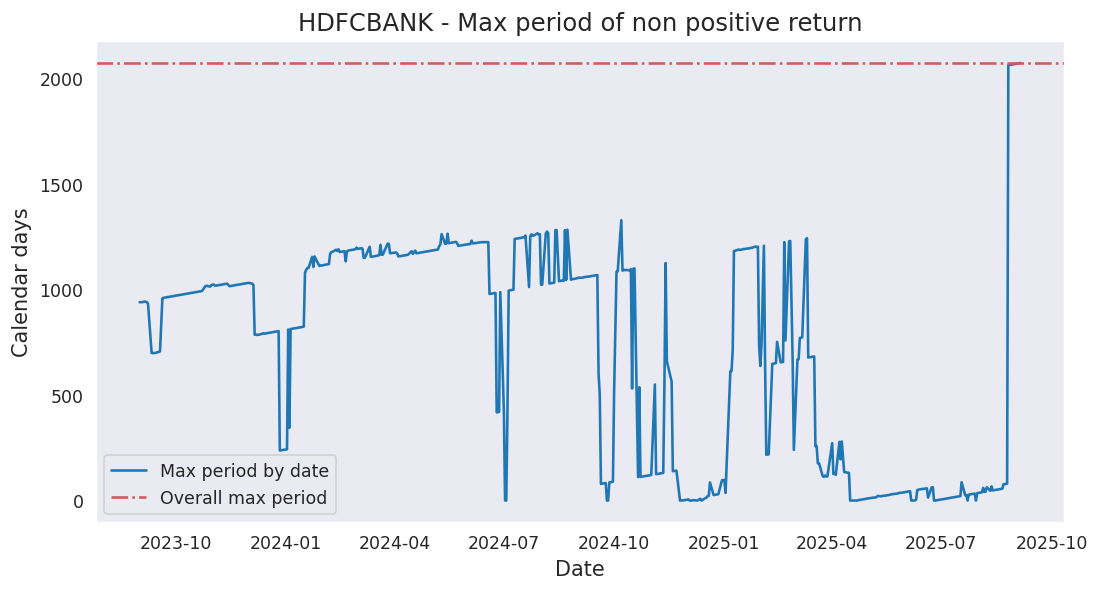 HDFCBANK - Max period of non positive return
Calendar days
2000
1500
1000
500
0
Max period by date
Overall max period
2023-10 2024-01 2024-04 2024-07 2024-10 2025-01 2025-04 2025-07 2025-10
Date